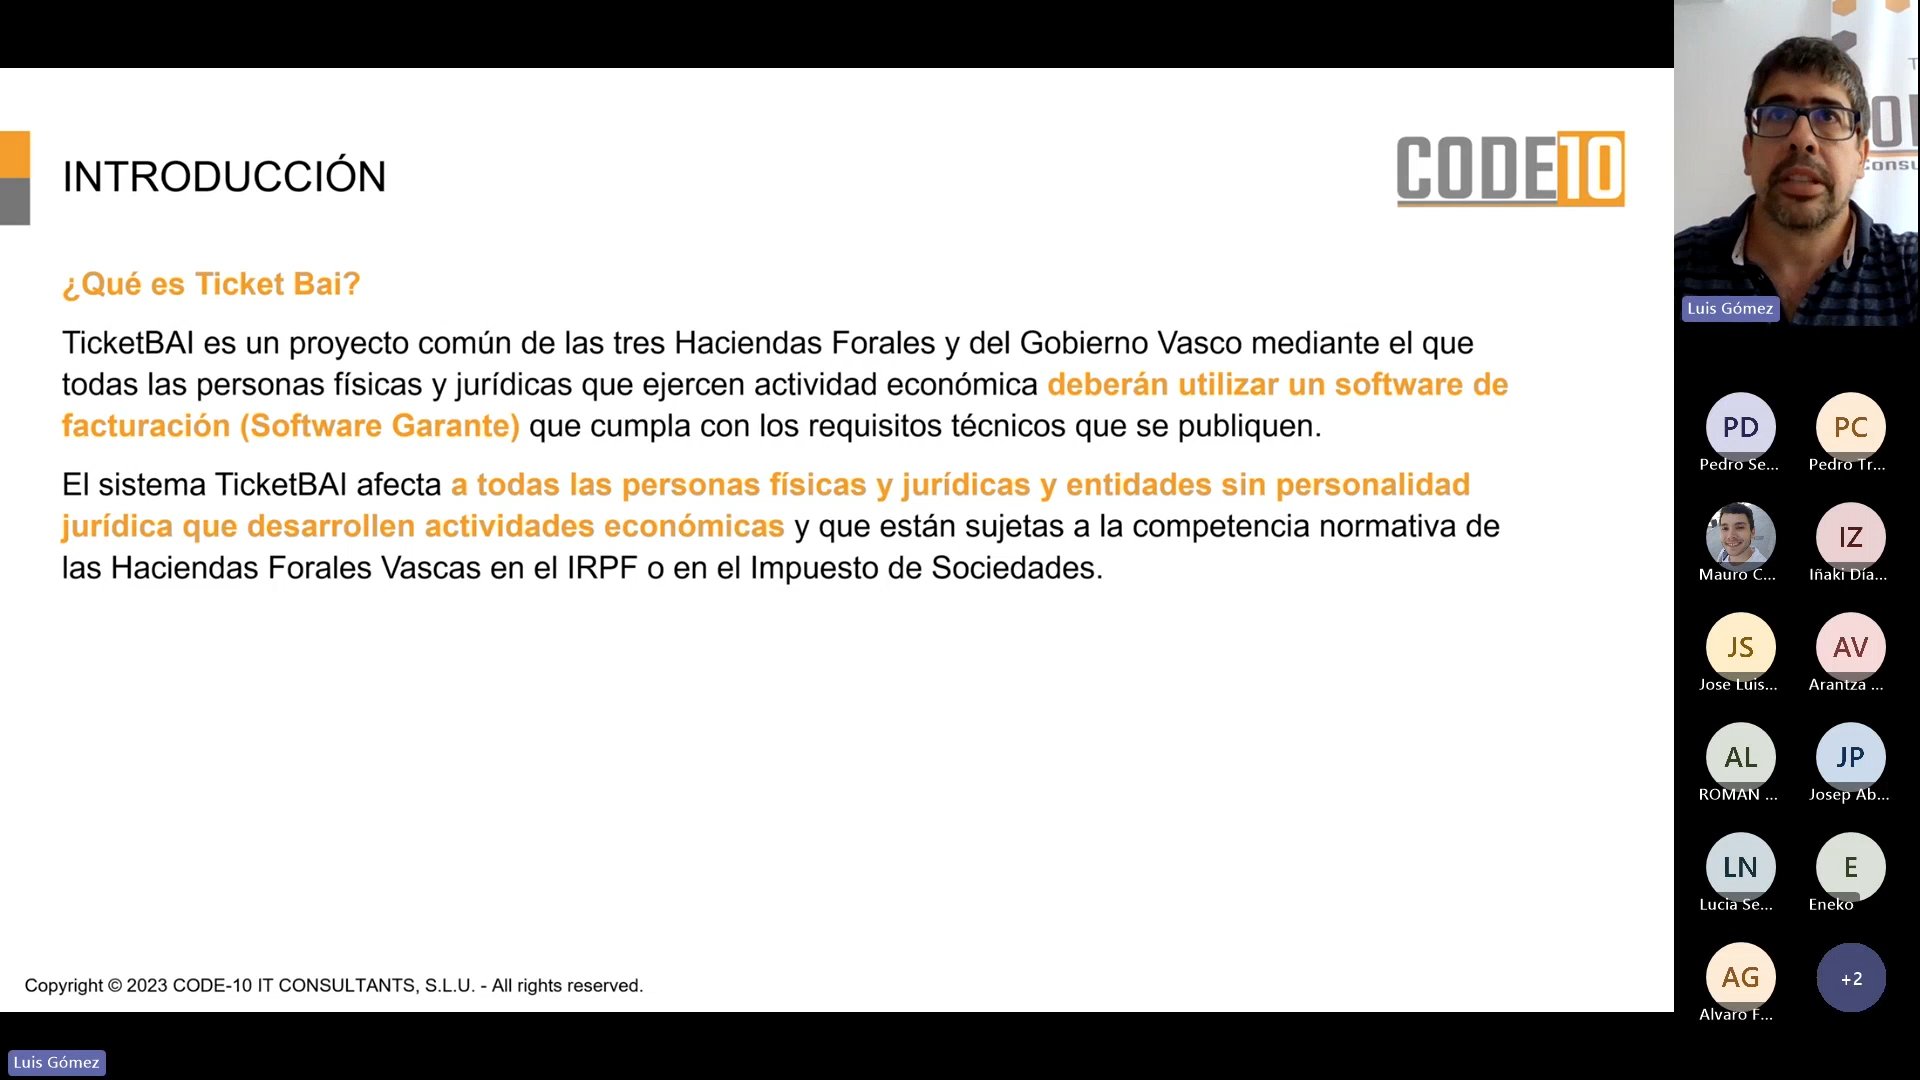 INTRODUCCIÓN
CODE10
¿Qué es Ticket Bai?
TicketBAI es un proyecto común de las tres Haciendas Forales y del Gobierno Vasco mediante el que
todas las personas físicas y jurídicas que ejercen actividad económica deberán utilizar un software de
facturación (Software Garante) que cumpla con los requisitos técnicos que se publiquen.
El sistema TicketBAI afecta a todas las personas físicas y jurídicas y entidades sin personalidad
jurídica que desarrollen actividades económicas y que están sujetas a la competencia normativa de
las Haciendas Forales Vascas en el IRPF o en el Impuesto de Sociedades.
Copyright © 2023 CODE-10 IT CONSULTANTS, S.L.U. - All rights reserved.
Luis Gómez
Luis Gómez
PD
Pedro Se...
PC
Pedro Tr...
Mauro C...
IZ
Iñaki Día...
JS
Jose Luis...
AV
Arantza ...
AL
ROMAN ...
JP
Josep Ab...
LN
Lucia Se...
E
Eneko
AG
Alvaro F...
+2